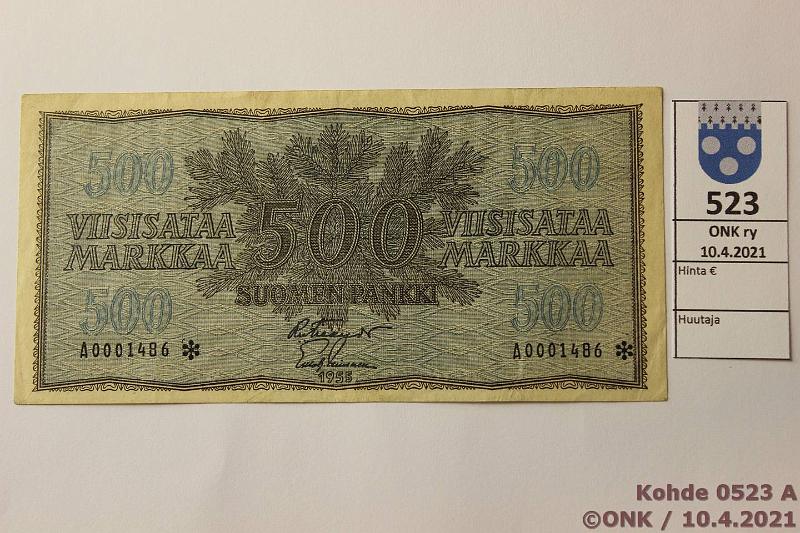 500 500
VIISISATAA 500 VIISISATAA
MARKKAA MARKKAA
SUOMEN PANKKI
500 500
A0001486 * A0001486 *
1955
523
ONK ry
10.4.2021
Hinta €
Huutaja
Kohde 0523 A
©ONK / 10.4.2021